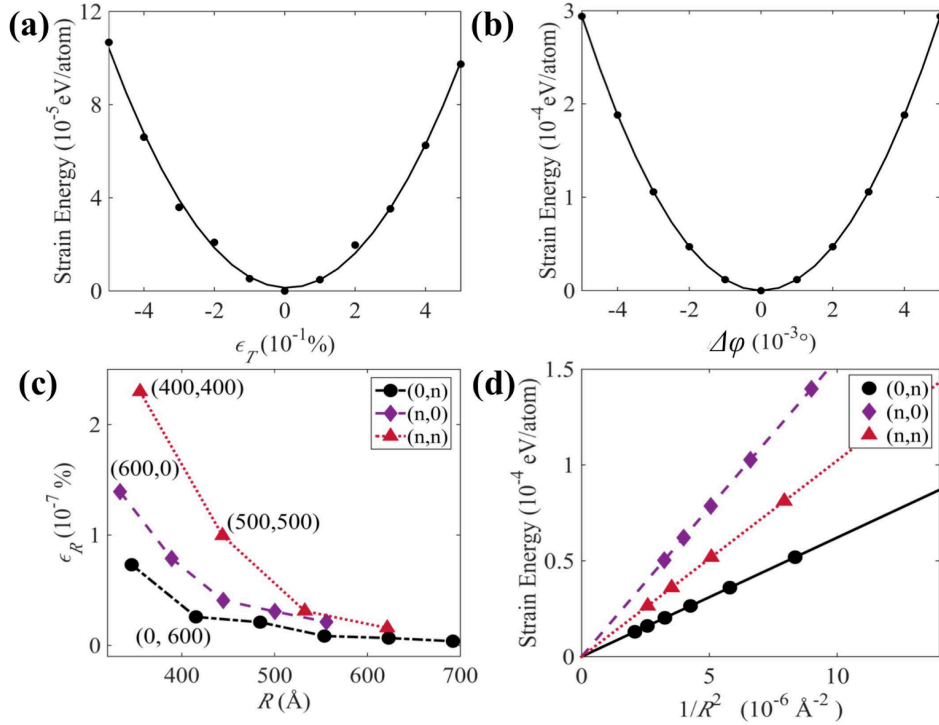 (a)
12
8
4
0
Strain Energy (10⁻⁵ eV/atom)
-4
-2
0
2
4
ϵ_T (10⁻¹%)
(b)
4
3
2
1
0
Strain Energy (10⁻⁴ eV/atom)
-4
-2
0
2
4
Δφ (10⁻³°)
(c)
2
1
0
ϵ_R (10⁻⁷ %)
(400,400)
(600,0)
(500,500)
(0, 600)
(0,n)
(n,0)
(n,n)
400
500
600
700
R (Å)
(d)
1.5
1
0.5
0
Strain Energy (10⁻⁴ eV/atom)
(0,n)
(n,0)
(n,n)
0
5
10
1/R² (10⁻⁶ Å⁻²)